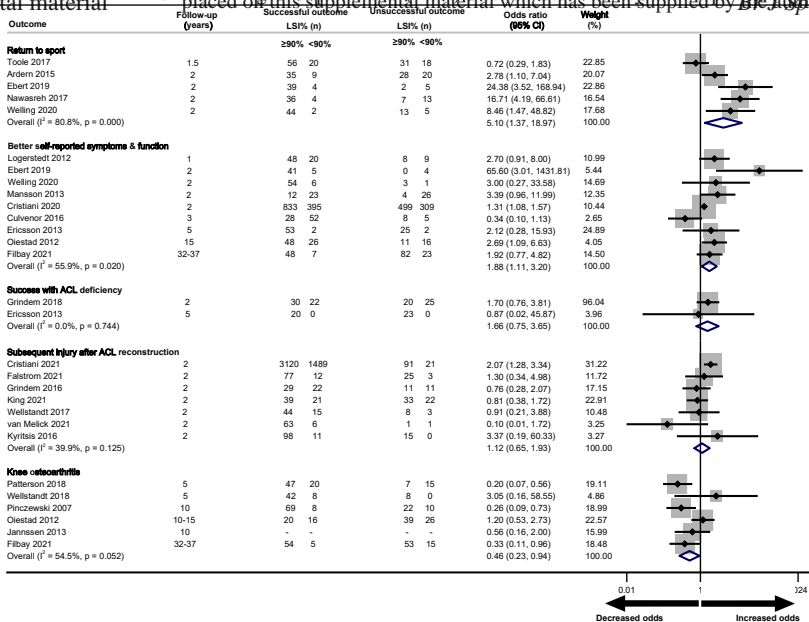 tal material placed on this supplemental material which has been supplied by the
Outcome Follow-up (years) Successful outcome LSI% (n) Unsuccessful outcome LSI% (n) Odds ratio (95% CI) Weight (%)
≥90% <90% ≥90% <90%
Return to sport
Toole 2017 1.5 56 20 31 18 0.72 (0.29, 1.83) 22.85
Ardern 2015 2 35 9 28 20 2.78 (1.10, 7.04) 20.07
Ebert 2019 2 39 4 2 5 24.38 (3.52, 168.94) 22.86
Nawasreh 2017 2 36 4 7 13 16.71 (4.19, 66.61) 16.54
Welling 2020 2 44 2 13 5 8.46 (1.47, 48.82) 17.68
Overall (I² = 80.8%, p = 0.000) 5.10 (1.37, 18.97) 100.00
Better self-reported symptoms & function
Logerstedt 2012 1 48 20 8 9 2.70 (0.91, 8.00) 10.99
Ebert 2019 2 41 5 0 4 65.60 (3.01, 1431.81) 5.44
Welling 2020 2 54 6 3 1 3.00 (0.27, 33.58) 14.69
Mansson 2013 2 12 23 4 26 3.39 (0.96, 11.99) 12.35
Cristiani 2020 2 833 395 499 309 1.31 (1.08, 1.57) 10.44
Culvenor 2016 3 28 52 8 5 0.34 (0.10, 1.13) 2.65
Ericsson 2013 5 53 2 25 2 2.12 (0.28, 15.93) 24.89
Oiestad 2012 15 48 26 11 16 2.69 (1.09, 6.63) 4.05
Filbay 2021 32-37 48 7 82 23 1.92 (0.77, 4.82) 14.50
Overall (I² = 55.9%, p = 0.020) 1.88 (1.11, 3.20) 100.00
Success with ACL deficiency
Grindem 2018 2 30 22 20 25 1.70 (0.76, 3.81) 96.04
Ericsson 2013 5 20 0 23 0 0.87 (0.02, 45.87) 3.96
Overall (I² = 0.0%, p = 0.744) 1.66 (0.75, 3.65) 100.00
Subsequent Injury after ACL reconstruction
Cristiani 2021 2 3120 1489 91 21 2.07 (1.28, 3.34) 31.22
Falstrom 2021 2 77 12 25 3 1.30 (0.34, 4.98) 11.72
Grindem 2016 2 29 22 11 11 0.76 (0.28, 2.07) 17.15
King 2021 2 39 21 33 22 0.81 (0.38, 1.72) 22.91
Wellstandt 2017 2 44 15 8 3 0.91 (0.21, 3.88) 10.48
van Melick 2021 2 63 6 1 1 0.10 (0.01, 1.72) 3.25
Kyritsis 2016 2 98 11 15 0 3.37 (0.19, 60.33) 3.27
Overall (I² = 39.9%, p = 0.125) 1.12 (0.65, 1.93) 100.00
Knee osteoarthritis
Patterson 2018 5 47 20 7 15 0.20 (0.07, 0.56) 19.11
Wellstandt 2018 5 42 8 8 0 3.05 (0.16, 58.55) 4.86
Pinczewski 2007 10 69 8 22 10 0.26 (0.09, 0.73) 18.99
Oiestad 2012 10-15 20 16 39 26 1.20 (0.53, 2.73) 22.57
Jannssen 2013 10 - - - - 0.56 (0.16, 2.00) 15.99
Filbay 2021 32-37 54 5 53 15 0.33 (0.11, 0.96) 18.48
Overall (I² = 54.5%, p = 0.052) 0.46 (0.23, 0.94) 100.00
0.01 1 024
Decreased odds Increased odds